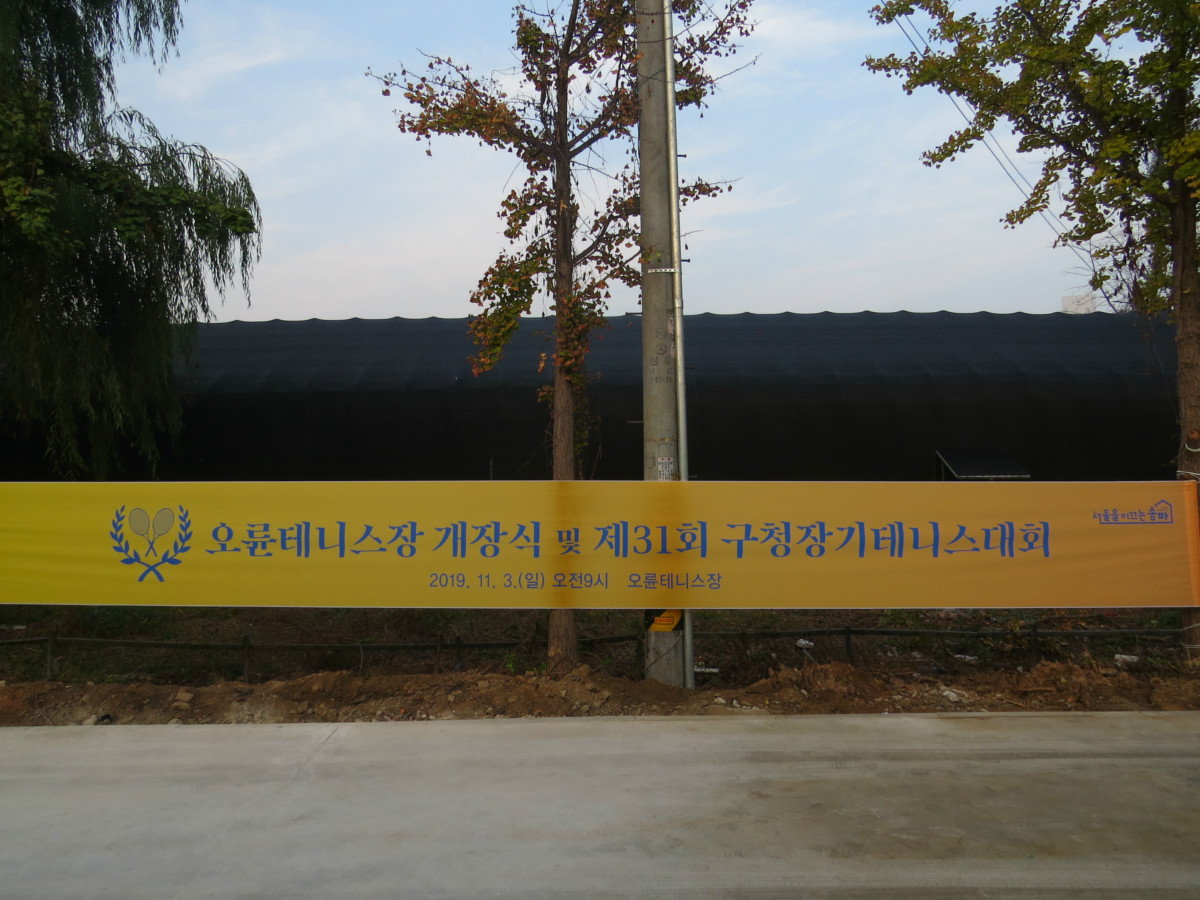 오륜테니스장 개장식 및 제31회 구청장기테니스대회
서울을 이끄는 송파
2019. 11. 3.(일) 오전9시 오륜테니스장